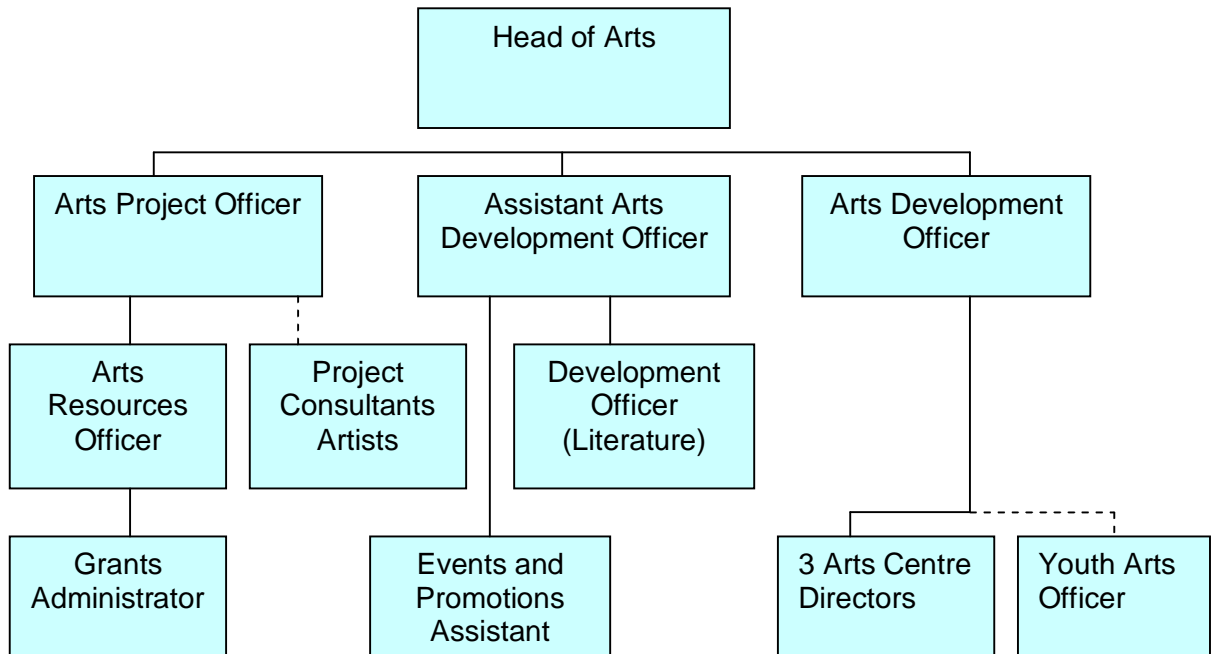 Head of Arts
Arts Project Officer
Assistant Arts
Development Officer
Arts Development
Officer
Arts
Resources
Officer
Project
Consultants
Artists
Development
Officer
(Literature)
Grants
Administrator
Events and
Promotions
Assistant
3 Arts Centre
Directors
Youth Arts
Officer